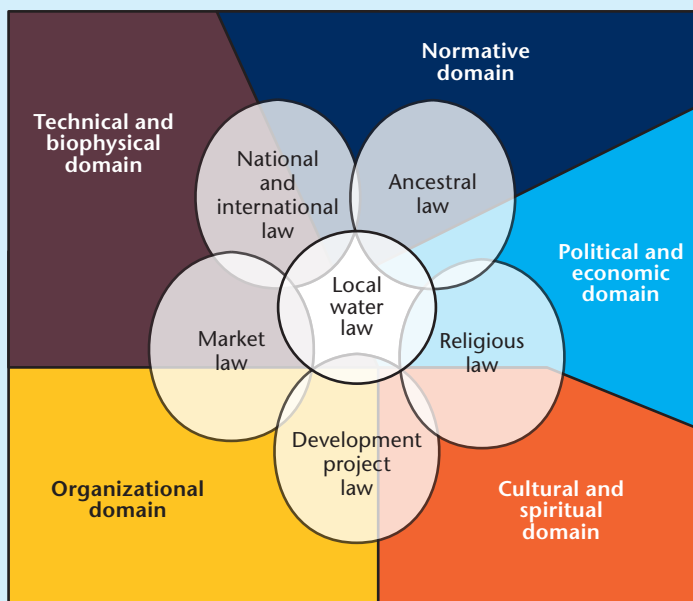 Normative
domain
Technical and
biophysical
domain
National
and
international
law
Ancestral
law
Political and
economic
domain
Local
water
law
Market
law
Religious
law
Development
project
law
Organizational
domain
Cultural and
spiritual
domain